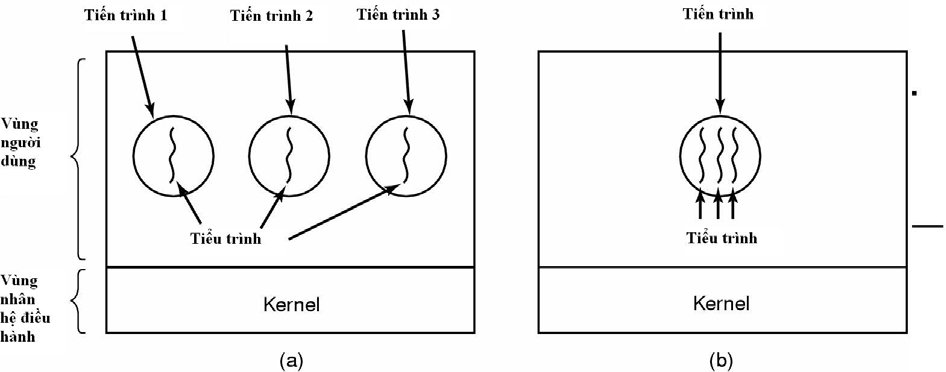 Tiến trình 1
Tiến trình 2
Tiến trình 3
Tiến trình
Vùng
người
dùng
Tiểu trình
Tiểu trình
Vùng
nhân
hệ điều
hành
Kernel
Kernel
(a)
(b)